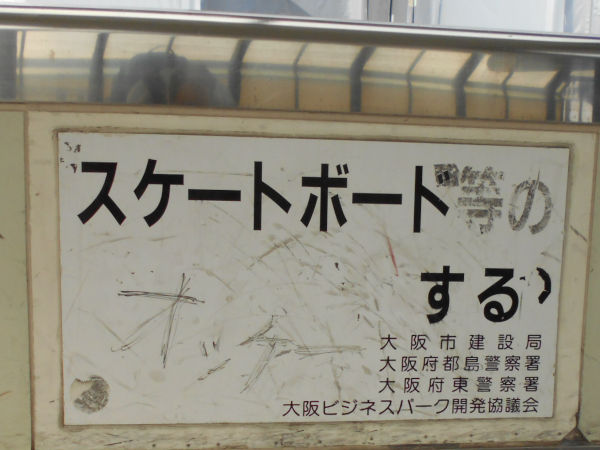 スケートボード等の
する
大阪市建設局
大阪府都島警察署
大阪府東警察署
大阪ビジネスパーク開発協議会